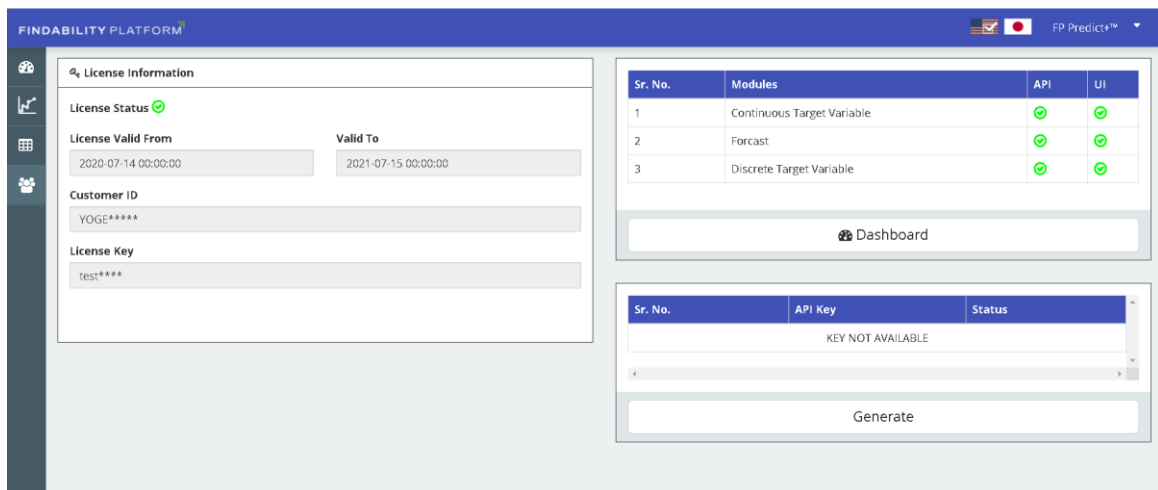 FINDABILITY PLATFORM
FP Predict+™
License Information
License Status
License Valid From
Valid To
2020-07-14 00:00:00
2021-07-15 00:00:00
Customer ID
YOGE*****
License Key
test****
Sr. No. Modules API UI
1 Continuous Target Variable
2 Forcast
3 Discrete Target Variable
Dashboard
Sr. No. API Key Status
KEY NOT AVAILABLE
Generate